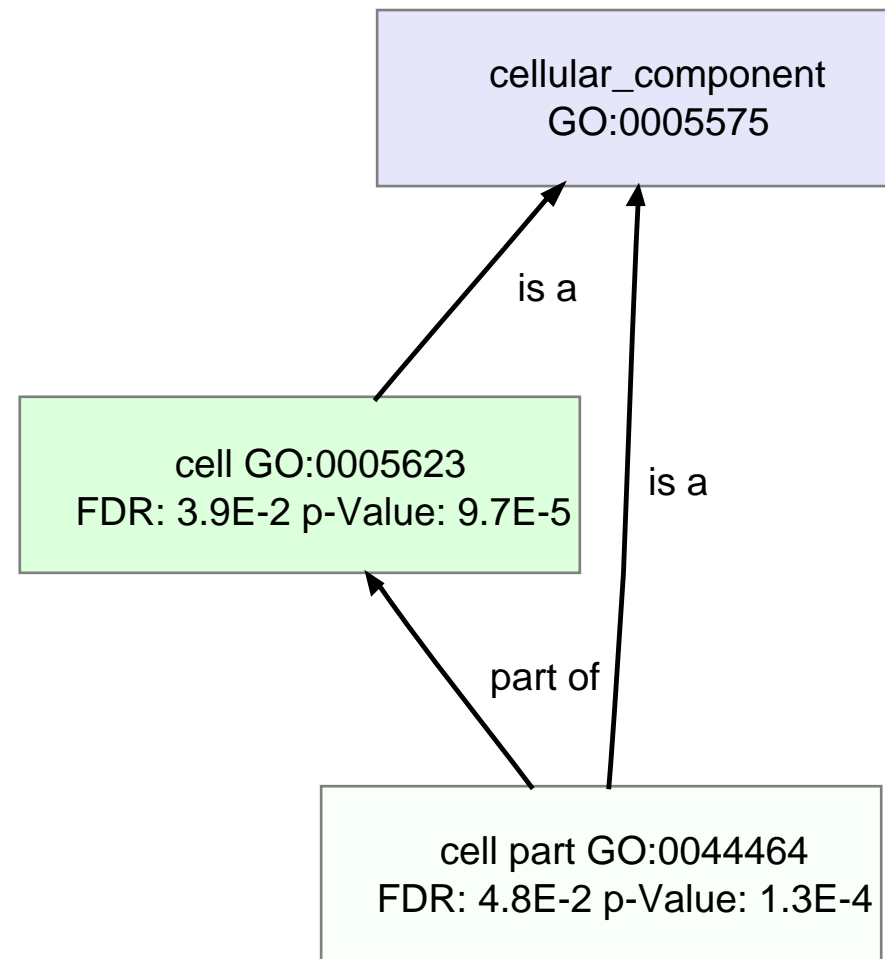 cellular_component
GO:0005575
is a
cell GO:0005623
FDR: 3.9E-2 p-Value: 9.7E-5
is a
part of
cell part GO:0044464
FDR: 4.8E-2 p-Value: 1.3E-4